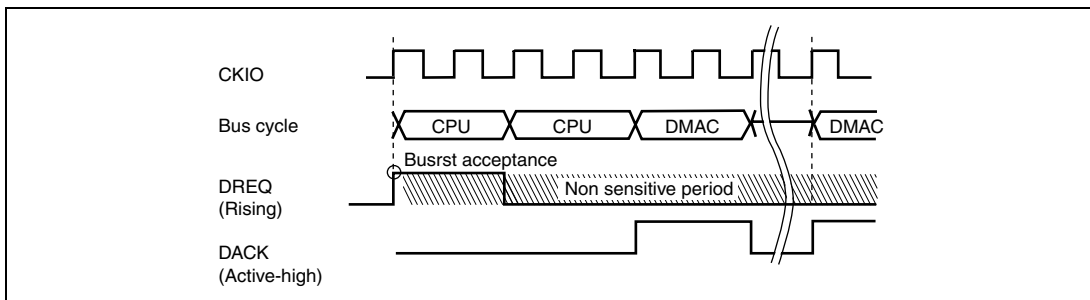 CKIO
Bus cycle CPU CPU DMAC DMAC
Busrst acceptance
DREQ Non sensitive period
(Rising)
DACK
(Active-high)